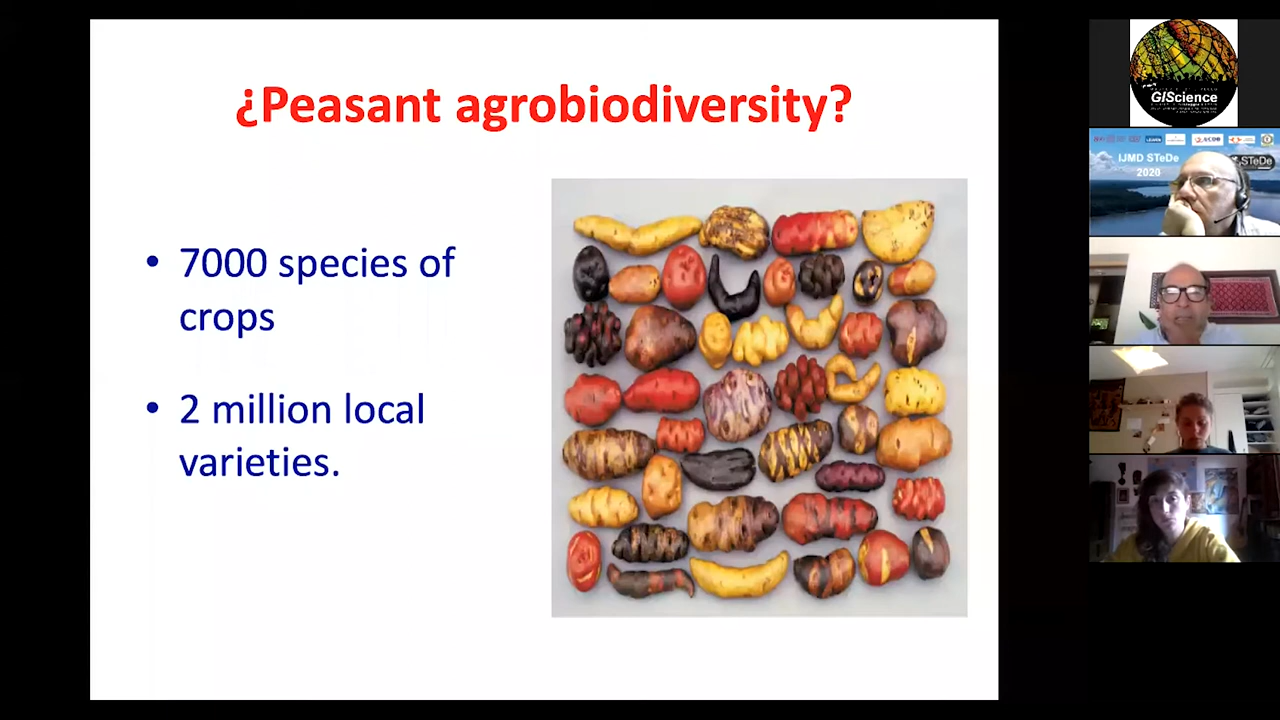 ¿Peasant agrobiodiversity?
• 7000 species of
crops
• 2 million local
varieties.
GIScience
IJMD STeDe
2020
STeDe